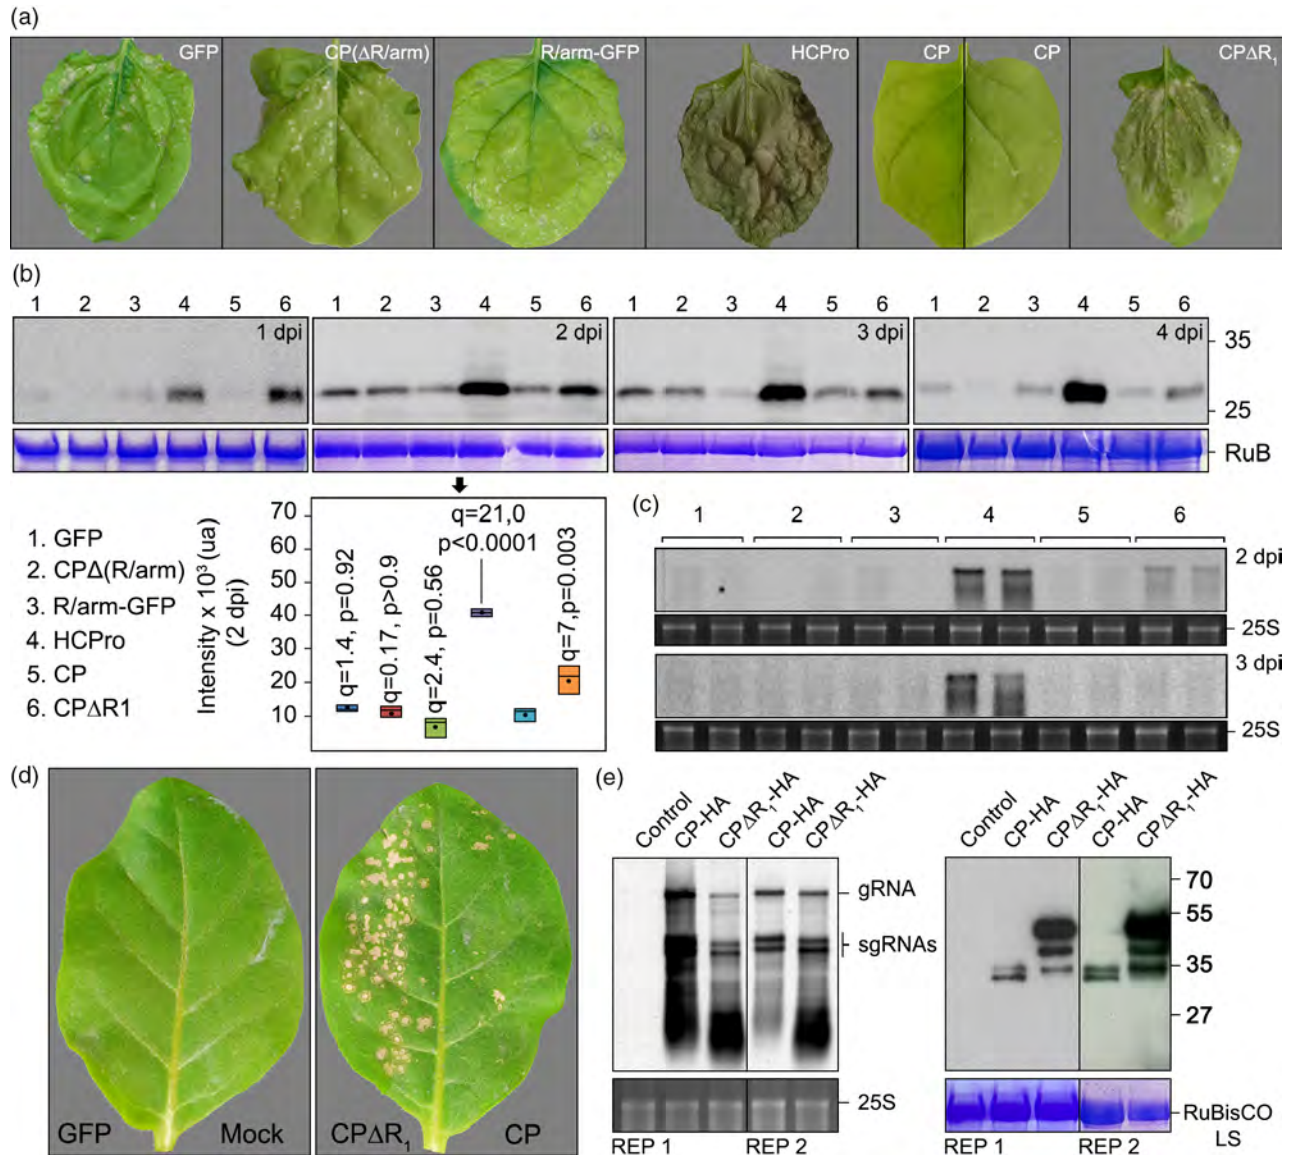 (a)
GFP CP(ΔR/arm) R/arm-GFP HCPro CP CP CPΔR₁
(b)
1 2 3 4 5 6 1 2 3 4 5 6 1 2 3 4 5 6 1 2 3 4 5 6
1 dpi 2 dpi 3 dpi 4 dpi
35
25
RuB
1. GFP
2. CPΔ(R/arm)
3. R/arm-GFP
4. HCPro
5. CP
6. CPΔR1
Intensity x 10³ (ua)
(2 dpi)
70
60
50
40
30
20
10
q=1.4, p=0.92
q=0.17, p>0.9
q=2.4, p=0.56
q=21,0
p<0.0001
q=7,p=0.003
(c)
1 2 3 4 5 6
2 dpi
25S
3 dpi
25S
(d)
GFP Mock CPΔR₁ CP
(e)
Control CP-HA CPΔR₁-HA CP-HA CPΔR₁-HA
gRNA
sgRNAs
25S
REP 1 REP 2
Control CP-HA CPΔR₁-HA CP-HA CPΔR₁-HA
70
55
35
27
RuBisCO
LS
REP 1 REP 2